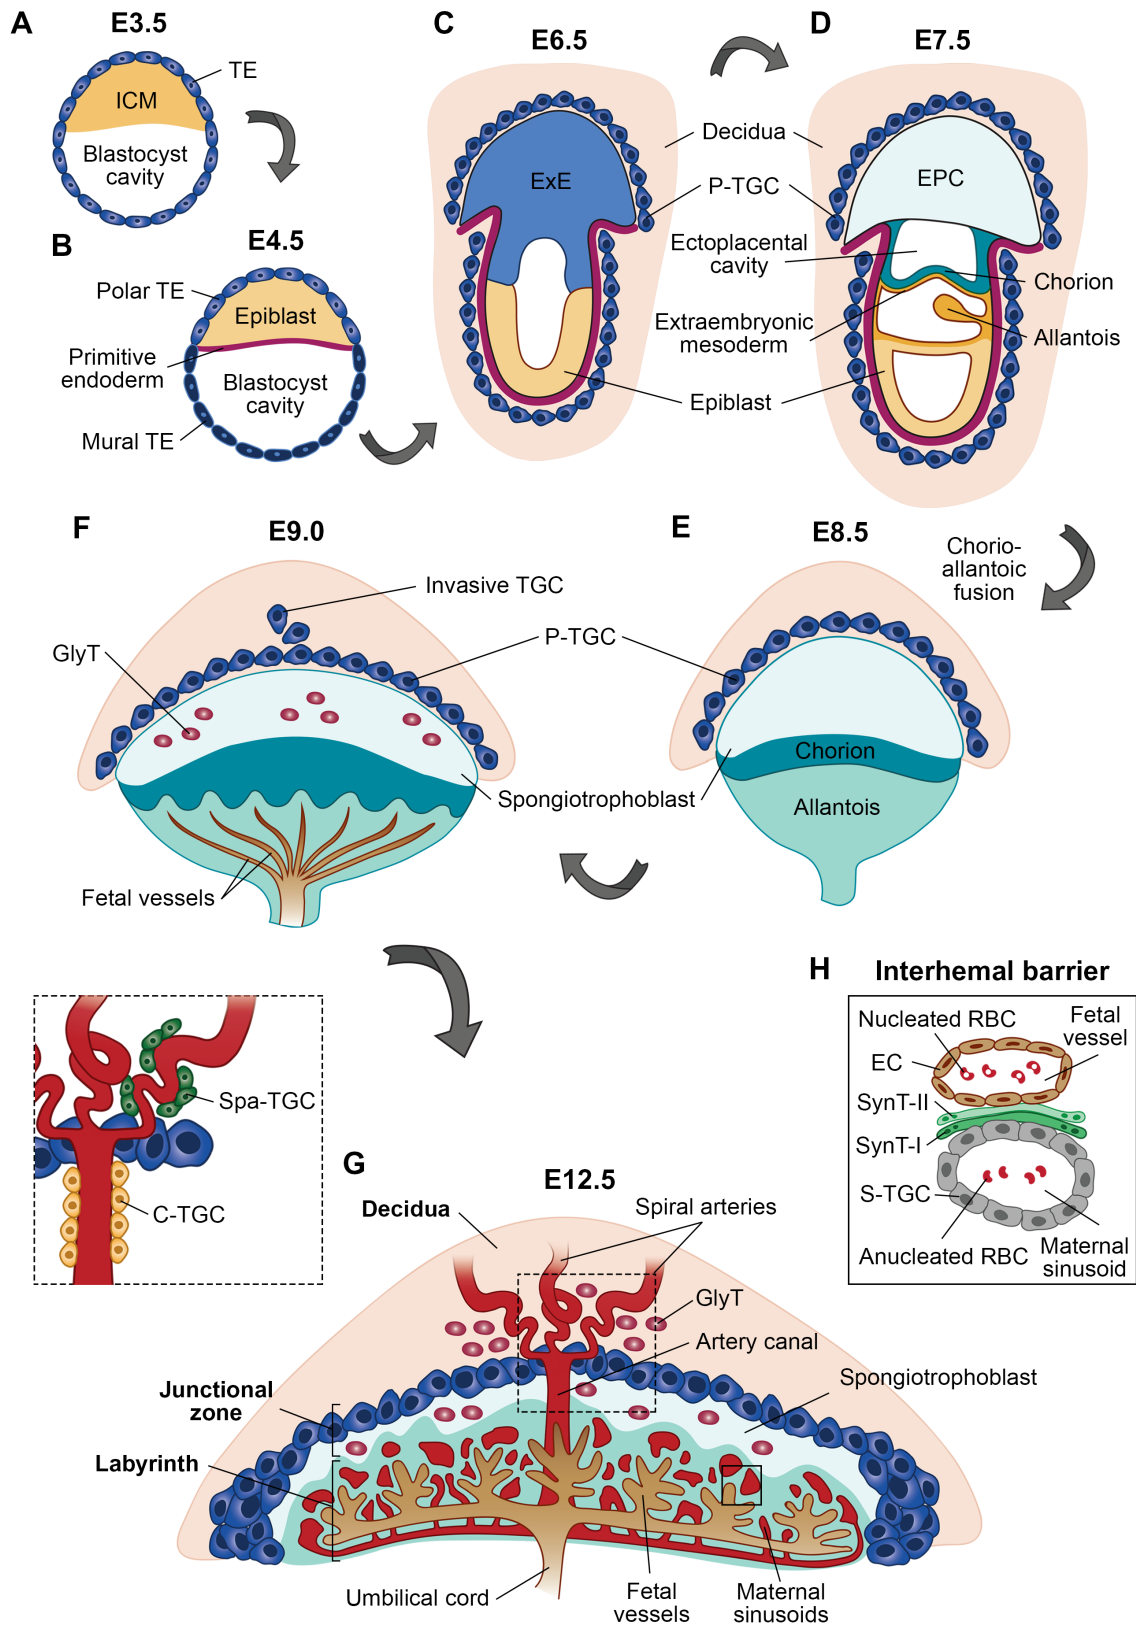 A
E3.5
TE
ICM
Blastocyst
cavity
B
E4.5
Polar TE
Epiblast
Primitive
endoderm
Blastocyst
cavity
Mural TE
C
E6.5
ExE
D
E7.5
EPC
Decidua
P-TGC
Ectoplacental
cavity
Chorion
Extraembryonic
mesoderm
Allantois
Epiblast
Chorio-
allantoic
fusion
E
E8.5
Chorion
Allantois
F
E9.0
Invasive TGC
P-TGC
GlyT
Spongiotrophoblast
Fetal vessels
Spa-TGC
C-TGC
G
E12.5
Decidua
Spiral arteries
GlyT
Artery canal
Spongiotrophoblast
Junctional
zone
Labyrinth
Umbilical cord
Fetal
vessels
Maternal
sinusoids
H
Interhemal barrier
Nucleated RBC
Fetal
vessel
EC
SynT-II
SynT-I
S-TGC
Anucleated RBC
Maternal
sinusoid